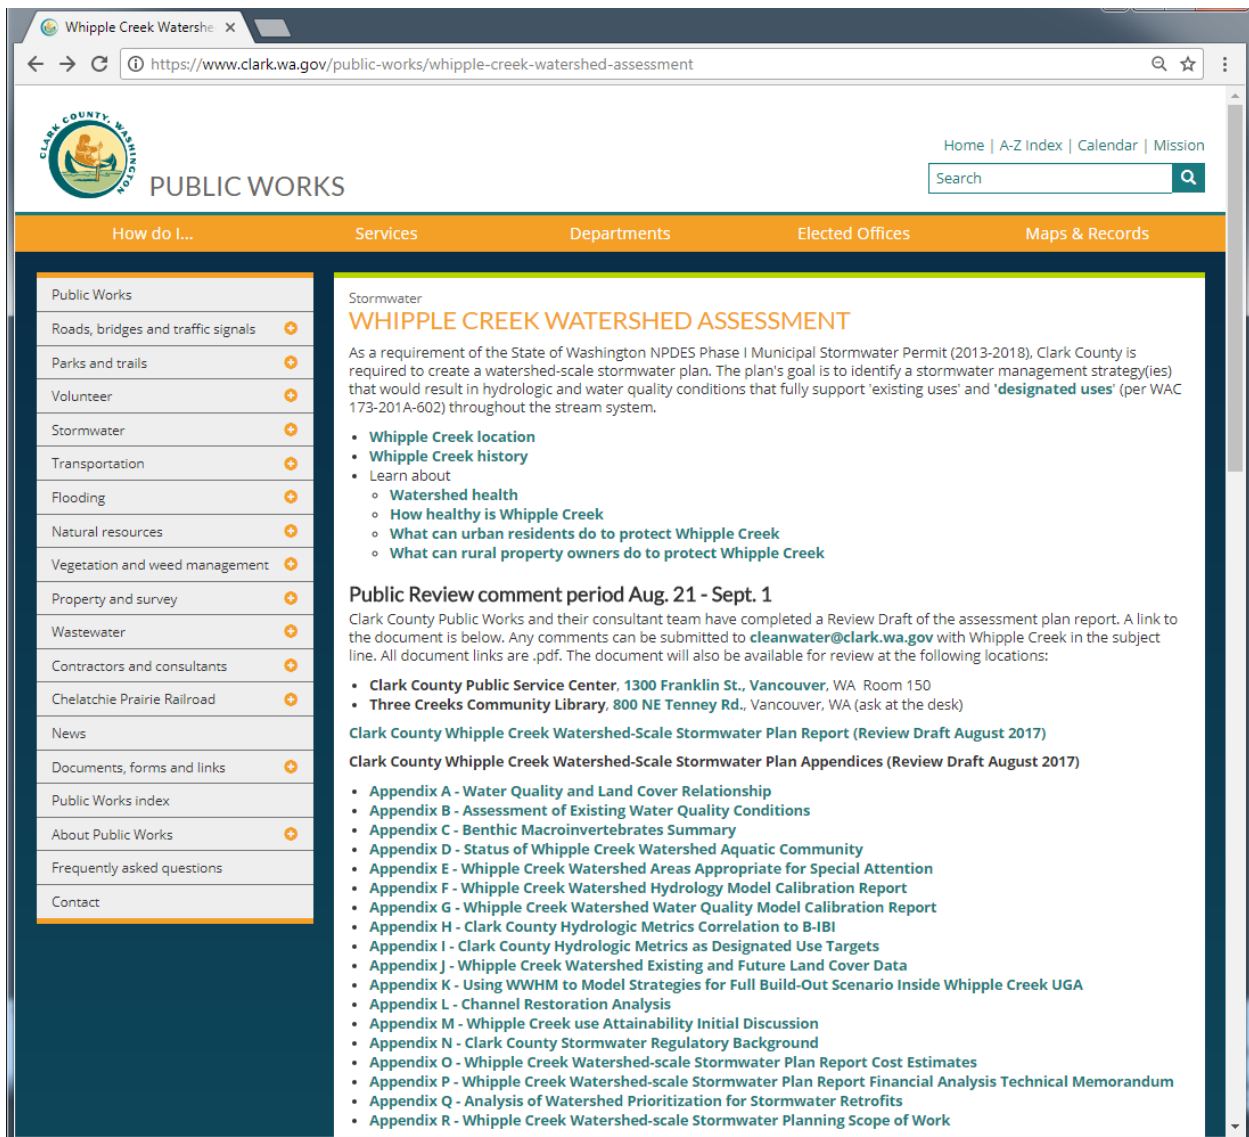 Whipple Creek Watershe
https://www.clark.wa.gov/public-works/whipple-creek-watershed-assessment
CLARK COUNTY, WASHINGTON
PUBLIC WORKS
Home | A-Z Index | Calendar | Mission
Search
How do I... Services Departments Elected Offices Maps & Records
Public Works
Roads, bridges and traffic signals
Parks and trails
Volunteer
Stormwater
Transportation
Flooding
Natural resources
Vegetation and weed management
Property and survey
Wastewater
Contractors and consultants
Chelatchie Prairie Railroad
News
Documents, forms and links
Public Works index
About Public Works
Frequently asked questions
Contact
Stormwater
WHIPPLE CREEK WATERSHED ASSESSMENT
As a requirement of the State of Washington NPDES Phase I Municipal Stormwater Permit (2013-2018), Clark County is
required to create a watershed-scale stormwater plan. The plan's goal is to identify a stormwater management strategy(ies)
that would result in hydrologic and water quality conditions that fully support 'existing uses' and 'designated uses' (per WAC
173-201A-602) throughout the stream system.
• Whipple Creek location
• Whipple Creek history
• Learn about
◦ Watershed health
◦ How healthy is Whipple Creek
◦ What can urban residents do to protect Whipple Creek
◦ What can rural property owners do to protect Whipple Creek
Public Review comment period Aug. 21 - Sept. 1
Clark County Public Works and their consultant team have completed a Review Draft of the assessment plan report. A link to
the document is below. Any comments can be submitted to cleanwater@clark.wa.gov with Whipple Creek in the subject
line. All document links are .pdf. The document will also be available for review at the following locations:
• Clark County Public Service Center, 1300 Franklin St., Vancouver, WA Room 150
• Three Creeks Community Library, 800 NE Tenney Rd., Vancouver, WA (ask at the desk)
Clark County Whipple Creek Watershed-Scale Stormwater Plan Report (Review Draft August 2017)
Clark County Whipple Creek Watershed-Scale Stormwater Plan Appendices (Review Draft August 2017)
• Appendix A - Water Quality and Land Cover Relationship
• Appendix B - Assessment of Existing Water Quality Conditions
• Appendix C - Benthic Macroinvertebrates Summary
• Appendix D - Status of Whipple Creek Watershed Aquatic Community
• Appendix E - Whipple Creek Watershed Areas Appropriate for Special Attention
• Appendix F - Whipple Creek Watershed Hydrology Model Calibration Report
• Appendix G - Whipple Creek Watershed Water Quality Model Calibration Report
• Appendix H - Clark County Hydrologic Metrics Correlation to B-IBI
• Appendix I - Clark County Hydrologic Metrics as Designated Use Targets
• Appendix J - Whipple Creek Watershed Existing and Future Land Cover Data
• Appendix K - Using WWHM to Model Strategies for Full Build-Out Scenario Inside Whipple Creek UGA
• Appendix L - Channel Restoration Analysis
• Appendix M - Whipple Creek use Attainability Initial Discussion
• Appendix N - Clark County Stormwater Regulatory Background
• Appendix O - Whipple Creek Watershed-scale Stormwater Plan Report Cost Estimates
• Appendix P - Whipple Creek Watershed-scale Stormwater Plan Report Financial Analysis Technical Memorandum
• Appendix Q - Analysis of Watershed Prioritization for Stormwater Retrofits
• Appendix R - Whipple Creek Watershed-scale Stormwater Planning Scope of Work